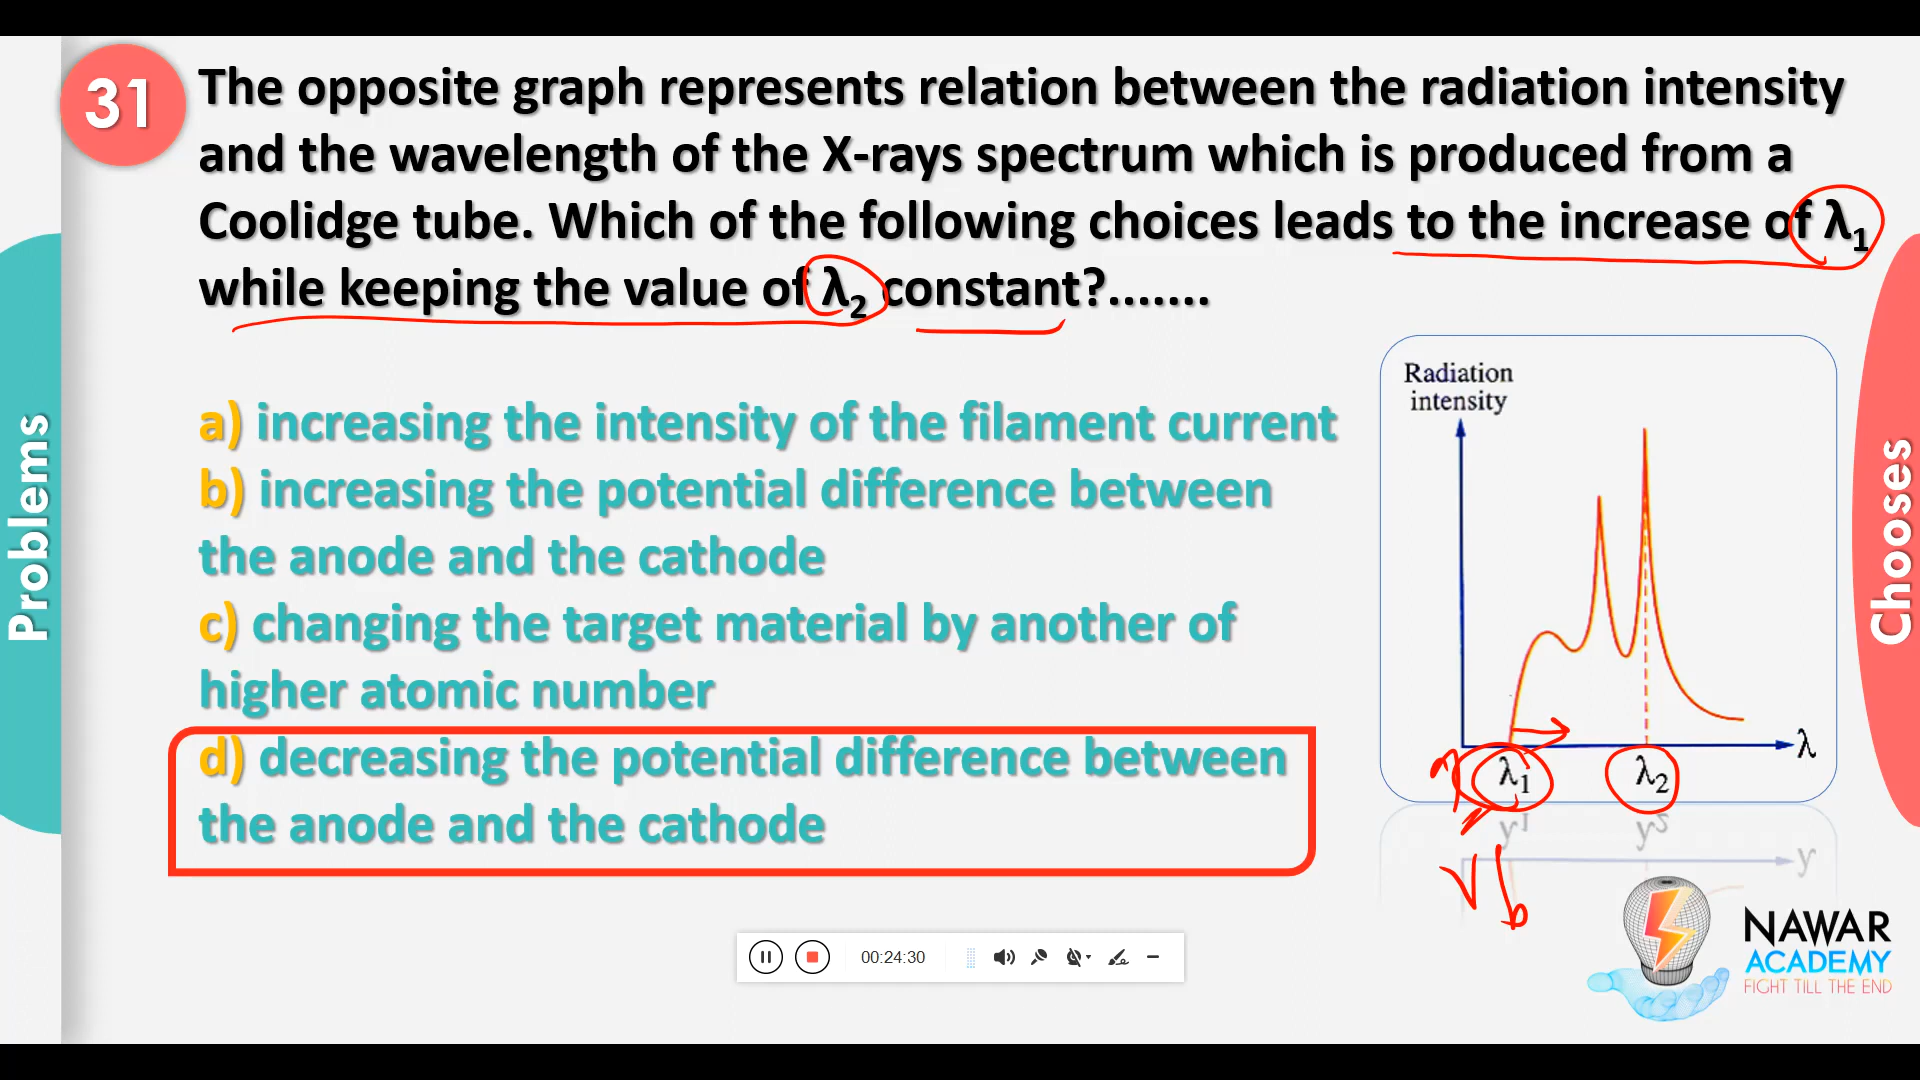 31
The opposite graph represents relation between the radiation intensity
and the wavelength of the X-rays spectrum which is produced from a
Coolidge tube. Which of the following choices leads to the increase of λ1
while keeping the value of λ2 constant?.......
a) increasing the intensity of the filament current
b) increasing the potential difference between
the anode and the cathode
c) changing the target material by another of
higher atomic number
d) decreasing the potential difference between
the anode and the cathode
Radiation
intensity
λ
λ1
λ2
V
Problems
Chooses
00:24:30
NAWAR
ACADEMY
FIGHT TILL THE END